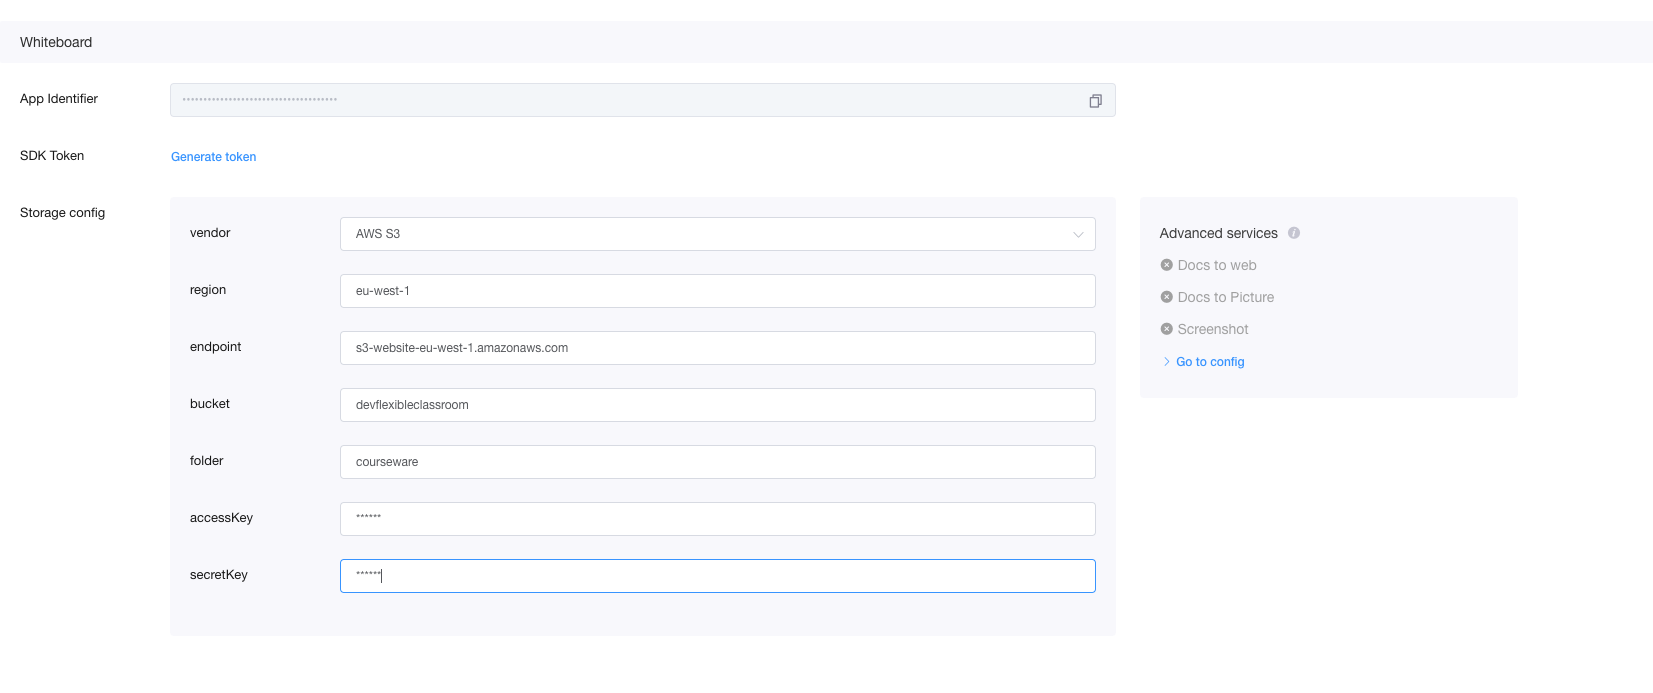 Whiteboard
App Identifier
••••••••••••••••••••••••••••••••••••
SDK Token
Generate token
Storage config
vendor
AWS S3
region
eu-west-1
endpoint
s3-website-eu-west-1.amazonaws.com
bucket
devflexibleclassroom
folder
courseware
accessKey
******
secretKey
******
Advanced services
Docs to web
Docs to Picture
Screenshot
Go to config